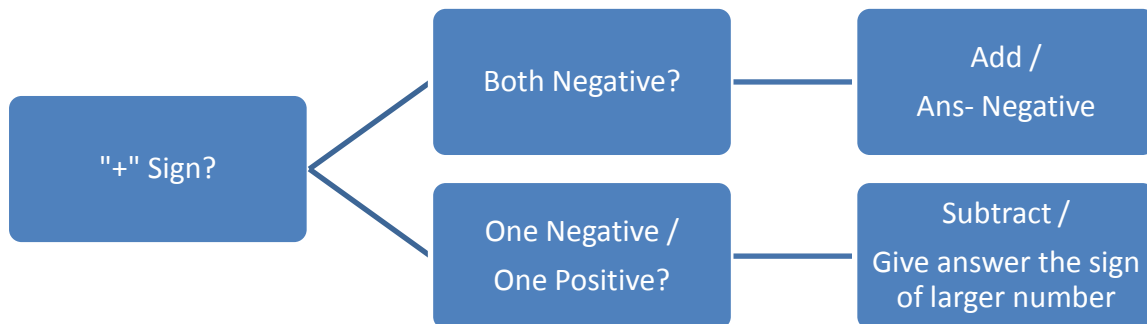 "+" Sign?
Both Negative?
Add /
Ans- Negative
One Negative /
One Positive?
Subtract /
Give answer the sign
of larger number